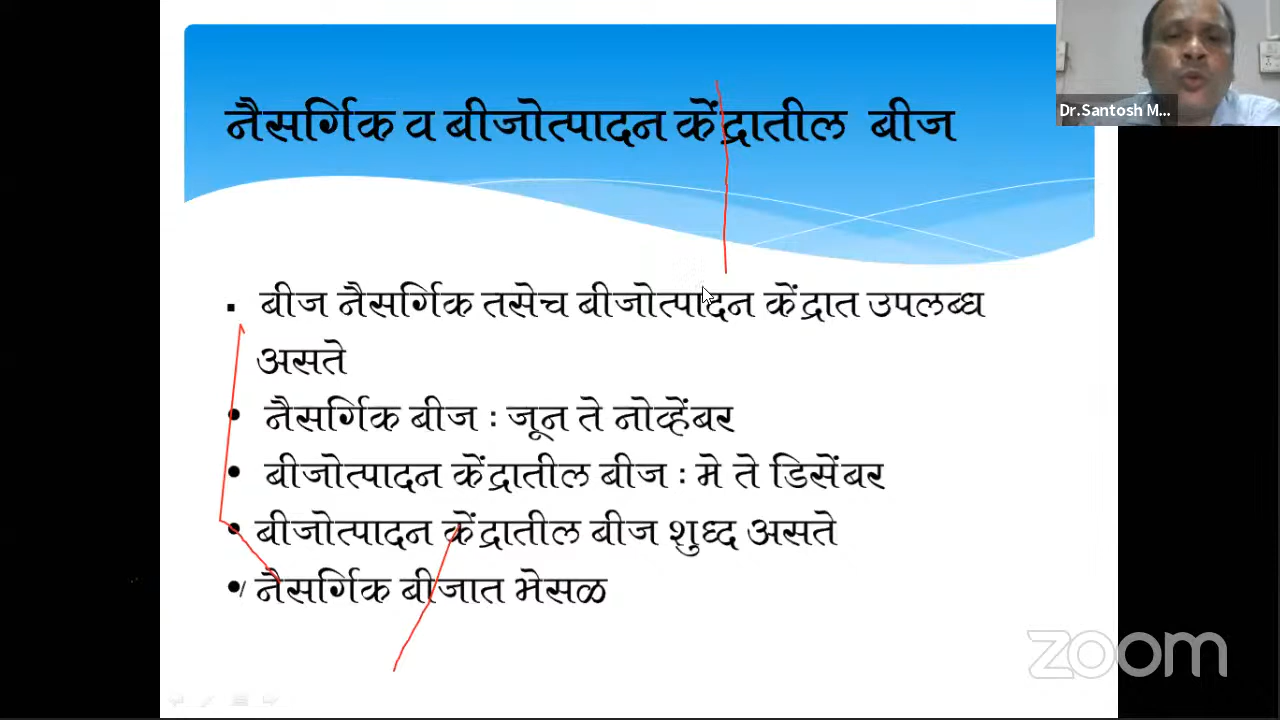 नैसर्गिक व बीजोत्पादन केंद्रातील बीज
Dr.Santosh M...
▪ बीज नैसर्गिक तसेच बीजोत्पादन केंद्रात उपलब्ध
असते
• नैसर्गिक बीज : जून ते नोव्हेंबर
• बीजोत्पादन केंद्रातील बीज : मे ते डिसेंबर
• बीजोत्पादन केंद्रातील बीज शुध्द असते
• नैसर्गिक बीजात भेसळ
zoom